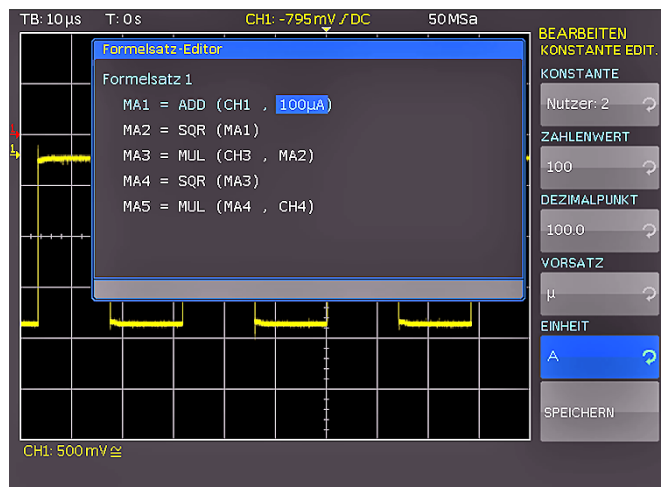 TB: 10 µs T: 0 s CH1: -795 mV DC 50MSa
BEARBEITEN
KONSTANTE EDIT.
Formelsatz-Editor
Formelsatz 1
MA1 = ADD (CH1 , 100µA)
MA2 = SQR (MA1)
MA3 = MUL (CH3 , MA2)
MA4 = SQR (MA3)
MA5 = MUL (MA4 , CH4)
KONSTANTE
Nutzer: 2
ZAHLENWERT
100
DEZIMALPUNKT
100.0
VORSATZ
µ
EINHEIT
A
SPEICHERN
1
CH1: 500 mV ≅